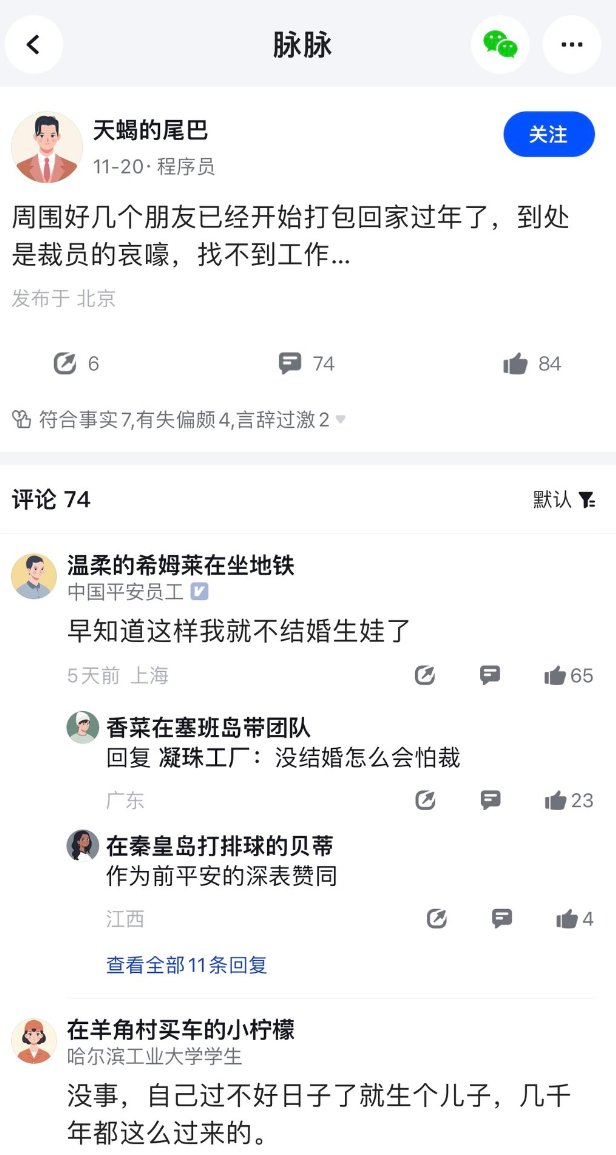 脉脉
天蝎的尾巴
关注
11-20·程序员
周围好几个朋友已经开始打包回家过年了，到处
是裁员的哀嚎，找不到工作...
发布于 北京
6
74
84
符合事实7,有失偏颇4,言辞过激2
评论 74
默认
温柔的希姆莱在坐地铁
中国平安员工
早知道这样我就不结婚生娃了
5天前 上海
65
香菜在塞班岛带团队
回复 凝珠工厂：没结婚怎么会怕裁
广东
23
在秦皇岛打排球的贝蒂
作为前平安的深表赞同
江西
4
查看全部11条回复
在羊角村买车的小柠檬
哈尔滨工业大学学生
没事，自己过不好日子了就生个儿子，几千
年都这么过来的。